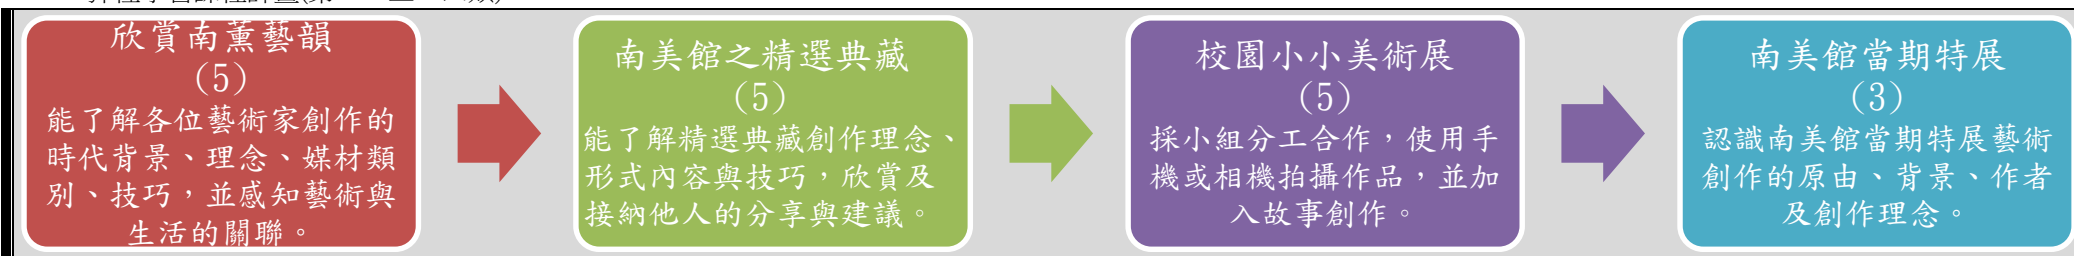 欣賞南薰藝韻
(5)
能了解各位藝術家創作的
時代背景、理念、媒材類
別、技巧，並感知藝術與
生活的關聯。
南美館之精選典藏
(5)
能了解精選典藏創作理念、
形式內容與技巧，欣賞及
接納他人的分享與建議。
校園小小美術展
(5)
採小組分工合作，使用手
機或相機拍攝作品，並加
入故事創作。
南美館當期特展
(3)
認識南美館當期特展藝術
創作的原由、背景、作者
及創作理念。